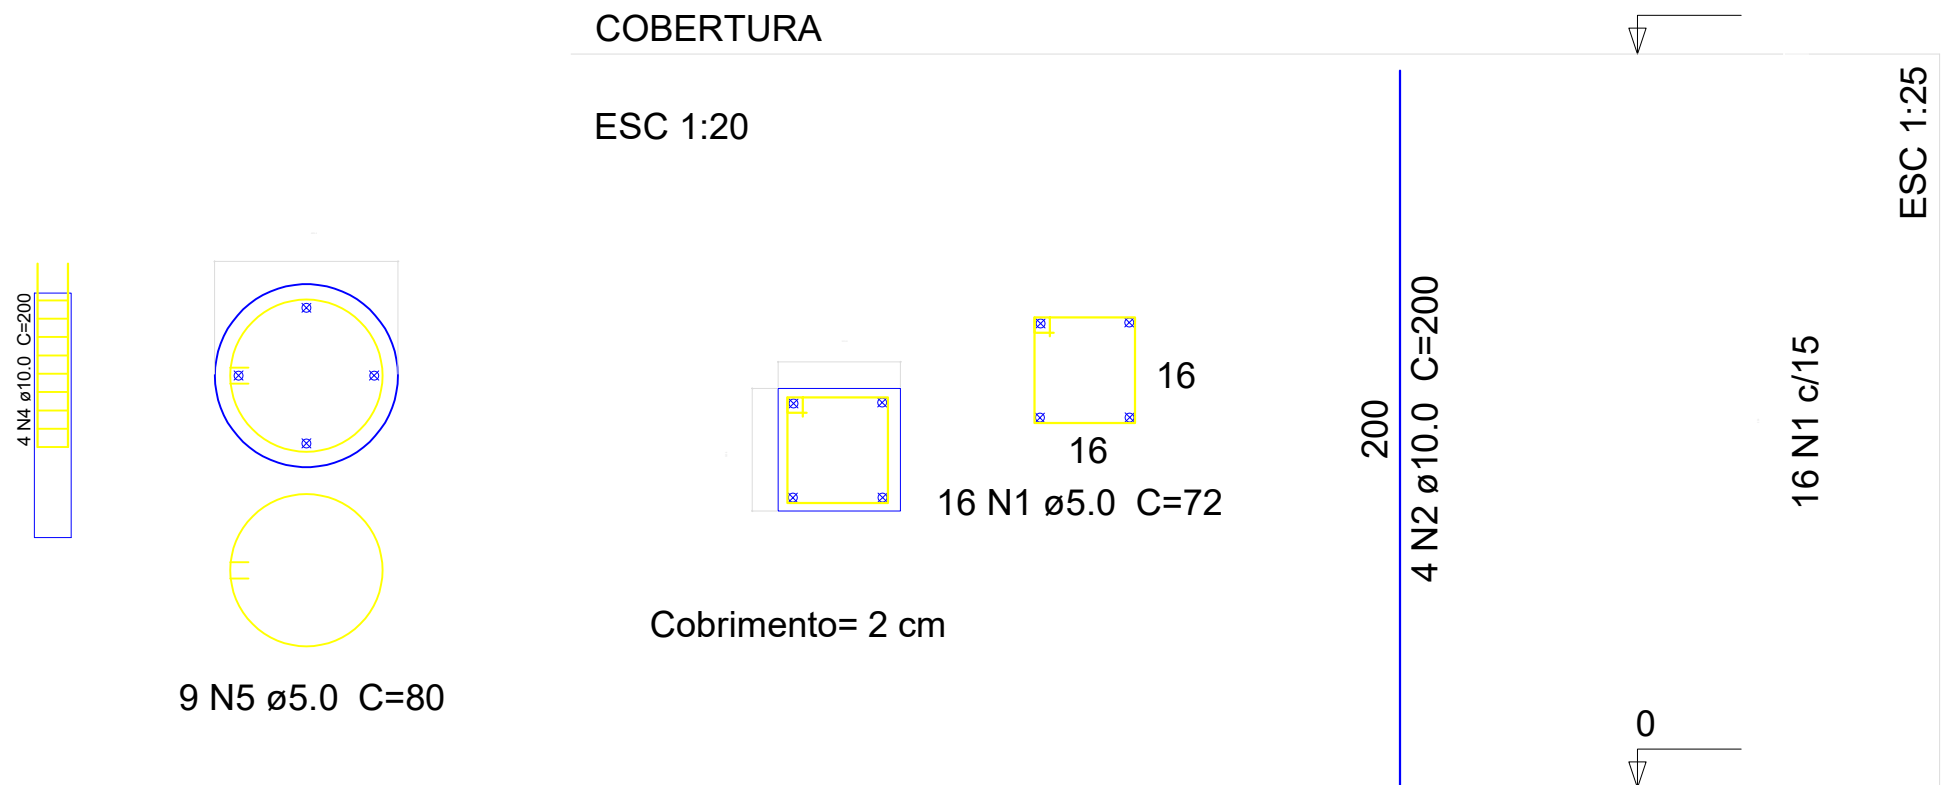 COBERTURA
ESC 1:20
ESC 1:25
4 N4 ø10.0 C=200
9 N5 ø5.0 C=80
16
16
16 N1 ø5.0 C=72
Cobrimento= 2 cm
200
4 N2 ø10.0 C=200
16 N1 c/15
0